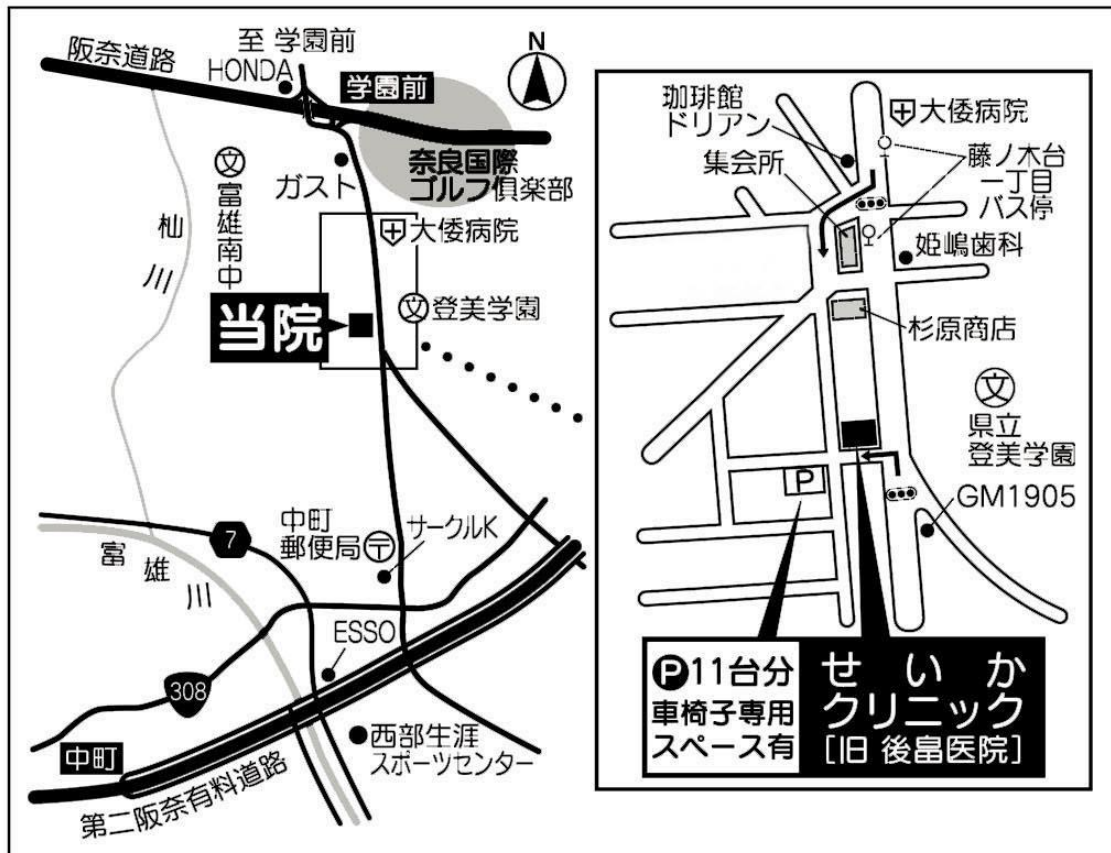 阪奈道路
至 学園前
HONDA
学園前
N
奈良国際
ゴルフ倶楽部
ガスト
文
富雄南中
杣川
大倭病院
当院
文 登美学園
中町
郵便局
サークルK
7
富雄川
ESSO
308
中町
西部生涯
スポーツセンター
第二阪奈有料道路
珈琲館
ドリアン
集会所
大倭病院
藤ノ木台
一丁目
バス停
姫嶋歯科
杉原商店
文
県立
登美学園
GM1905
P
P11台分
車椅子専用
スペース有
せいか
クリニック
[旧 後畠医院]